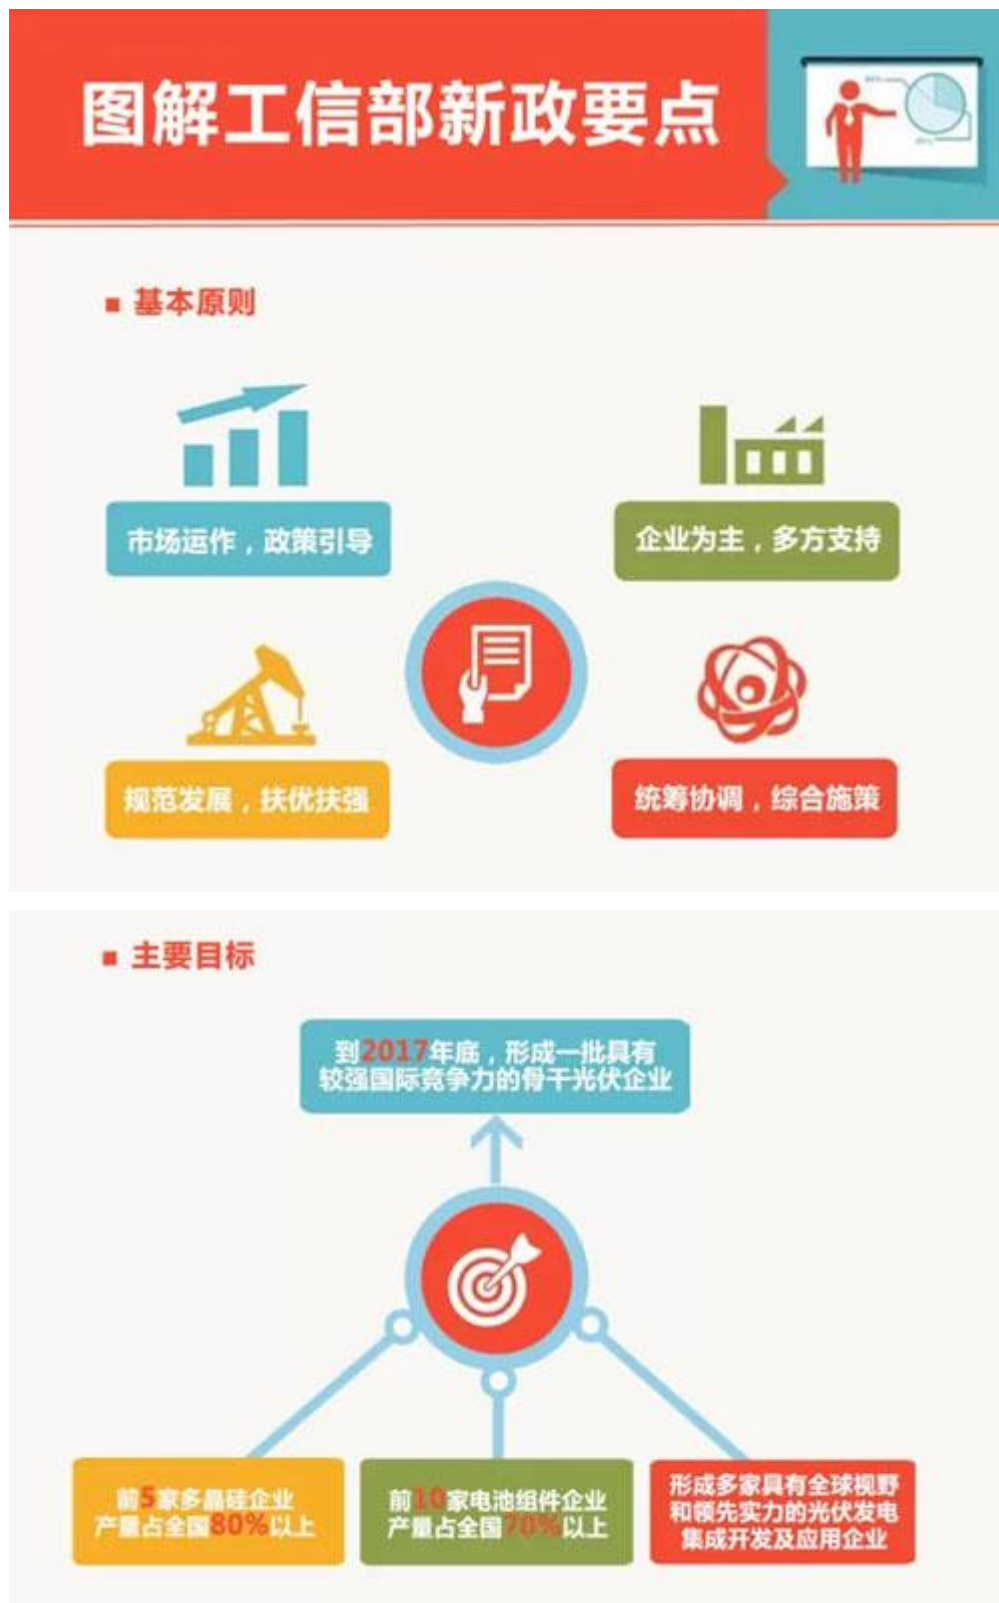 图解工信部新政要点
基本原则
市场运作，政策引导
企业为主，多方支持
规范发展，扶优扶强
统筹协调，综合施策
主要目标
到2017年底，形成一批具有
较强国际竞争力的骨干光伏企业
前5家多晶硅企业
产量占全国80%以上
前10家电池组件企业
产量占全国70%以上
形成多家具有全球视野
和领先实力的光伏发电
集成开发及应用企业